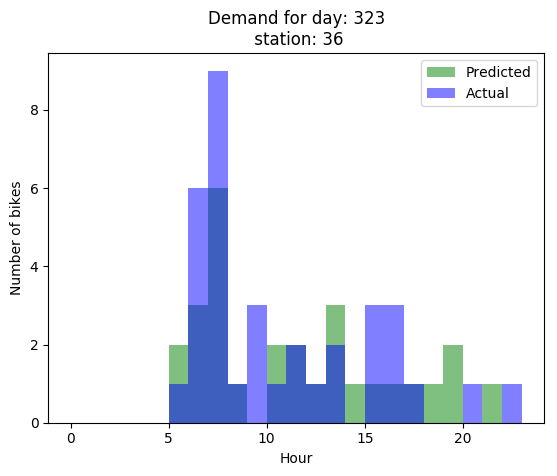 Demand for day: 323
station: 36
Predicted
Actual
Number of bikes
8
6
4
2
0
0
5
10
15
20
Hour